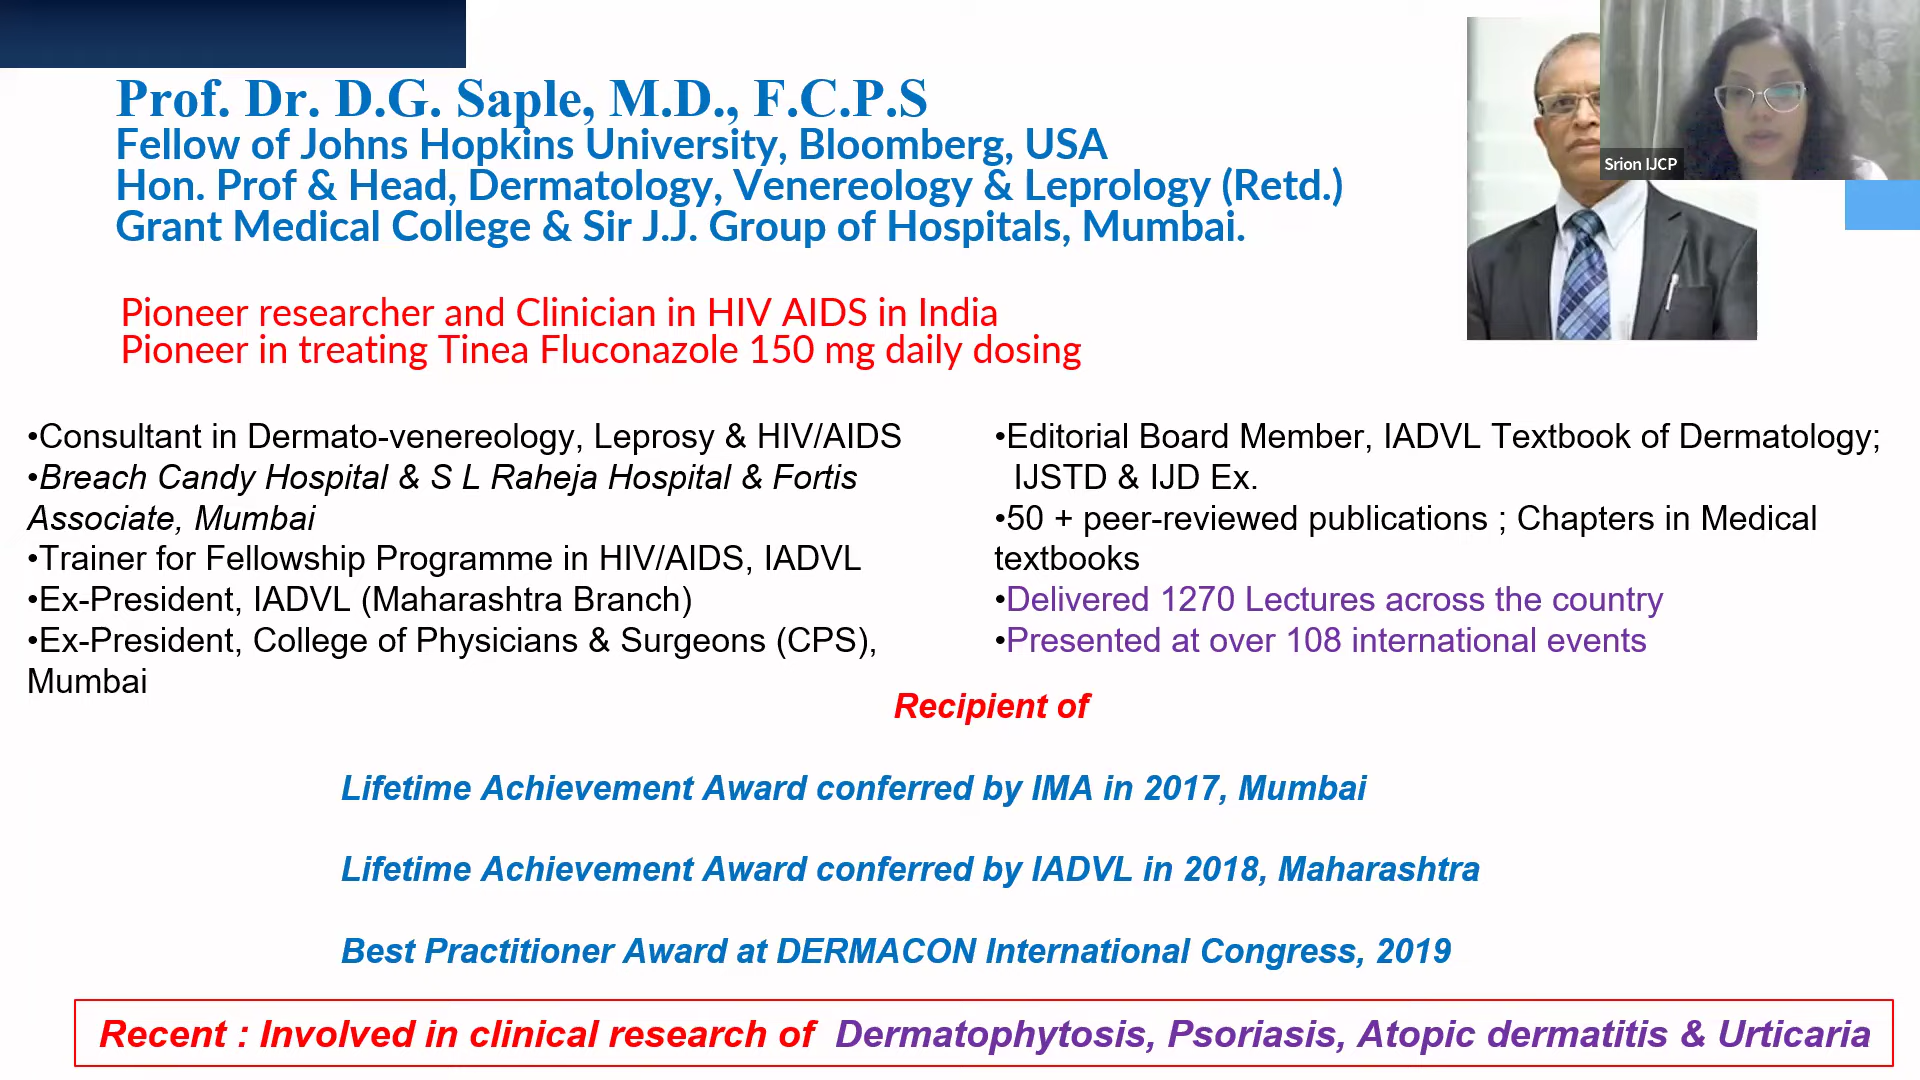 Prof. Dr. D.G. Saple, M.D., F.C.P.S
Fellow of Johns Hopkins University, Bloomberg, USA
Hon. Prof & Head, Dermatology, Venereology & Leprology (Retd.)
Grant Medical College & Sir J.J. Group of Hospitals, Mumbai.
Srion IJCP
Pioneer researcher and Clinician in HIV AIDS in India
Pioneer in treating Tinea Fluconazole 150 mg daily dosing
•Consultant in Dermato-venereology, Leprosy & HIV/AIDS
•Breach Candy Hospital & S L Raheja Hospital & Fortis
Associate, Mumbai
•Trainer for Fellowship Programme in HIV/AIDS, IADVL
•Ex-President, IADVL (Maharashtra Branch)
•Ex-President, College of Physicians & Surgeons (CPS),
Mumbai
•Editorial Board Member, IADVL Textbook of Dermatology;
IJSTD & IJD Ex.
•50 + peer-reviewed publications ; Chapters in Medical
textbooks
•Delivered 1270 Lectures across the country
•Presented at over 108 international events
Recipient of
Lifetime Achievement Award conferred by IMA in 2017, Mumbai
Lifetime Achievement Award conferred by IADVL in 2018, Maharashtra
Best Practitioner Award at DERMACON International Congress, 2019
Recent : Involved in clinical research of Dermatophytosis, Psoriasis, Atopic dermatitis & Urticaria